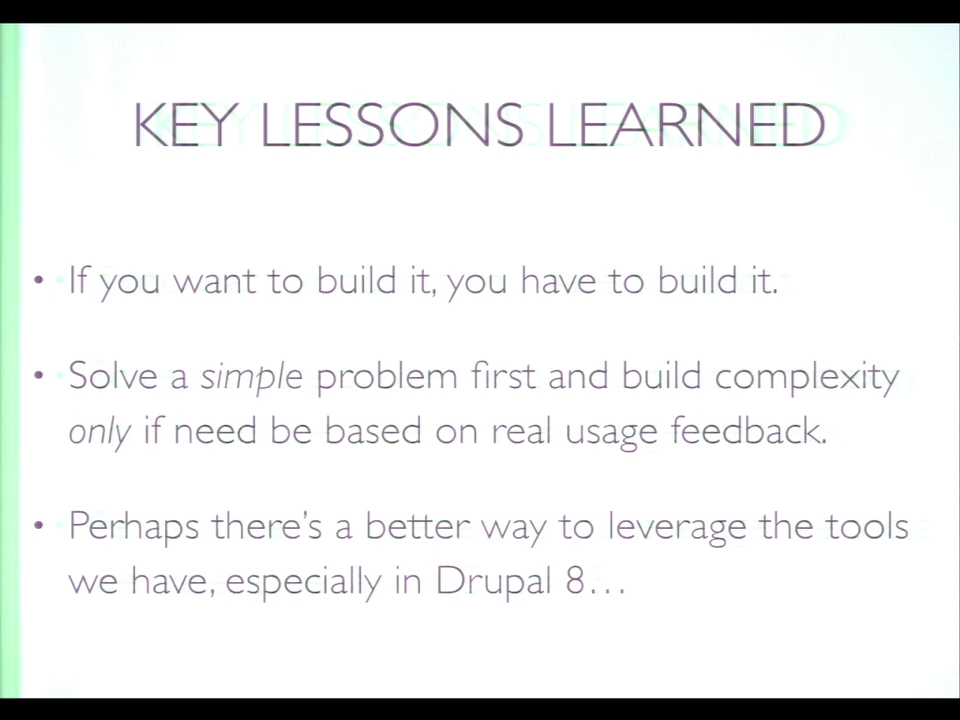 KEY LESSONS LEARNED
• If you want to build it, you have to build it.
• Solve a simple problem first and build complexity
only if need be based on real usage feedback.
• Perhaps there’s a better way to leverage the tools
we have, especially in Drupal 8…